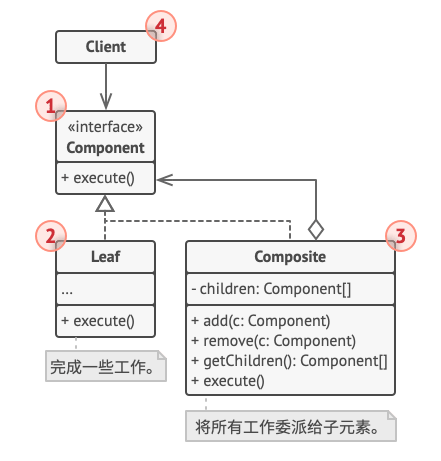 4
Client
1
«interface»
Component
+ execute()
2
Leaf
...
+ execute()
完成一些工作。
3
Composite
- children: Component[]
+ add(c: Component)
+ remove(c: Component)
+ getChildren(): Component[]
+ execute()
将所有工作委派给子元素。